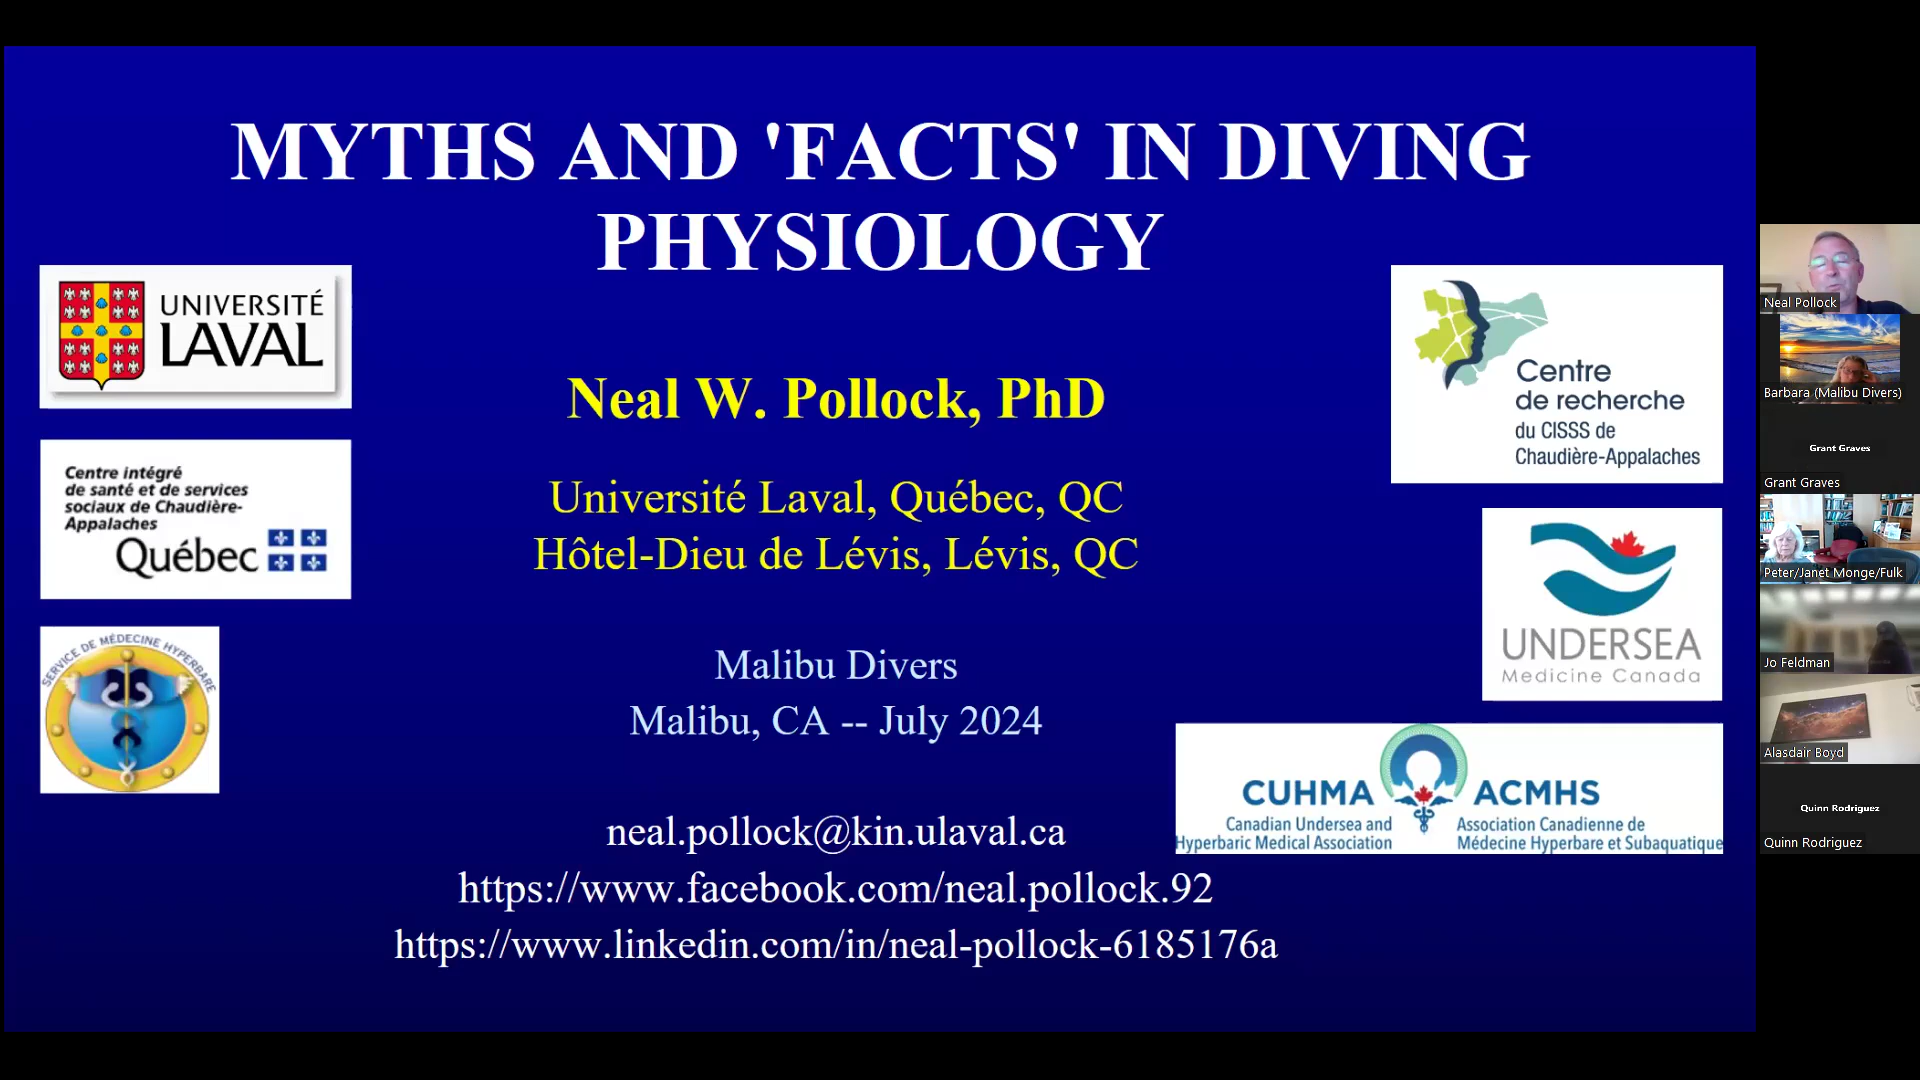 MYTHS AND 'FACTS' IN DIVING
PHYSIOLOGY
UNIVERSITÉ
LAVAL
Centre intégré
de santé et de services
sociaux de Chaudière-
Appalaches
Québec
SERVICE DE MÉDECINE HYPERBARE
Neal W. Pollock, PhD
Université Laval, Québec, QC
Hôtel-Dieu de Lévis, Lévis, QC
Malibu Divers
Malibu, CA -- July 2024
neal.pollock@kin.ulaval.ca
https://www.facebook.com/neal.pollock.92
https://www.linkedin.com/in/neal-pollock-6185176a
Centre
de recherche
du CISSS de
Chaudière-Appalaches
UNDERSEA
Medicine Canada
CUHMA ACMHS
Canadian Undersea and
Hyperbaric Medical Association
Association Canadienne de
Médecine Hyperbare et Subaquatique
Neal Pollock
Barbara (Malibu Divers)
Grant Graves
Grant Graves
Peter/Janet Monge/Fulk
Jo Feldman
Alasdair Boyd
Quinn Rodriguez
Quinn Rodriguez